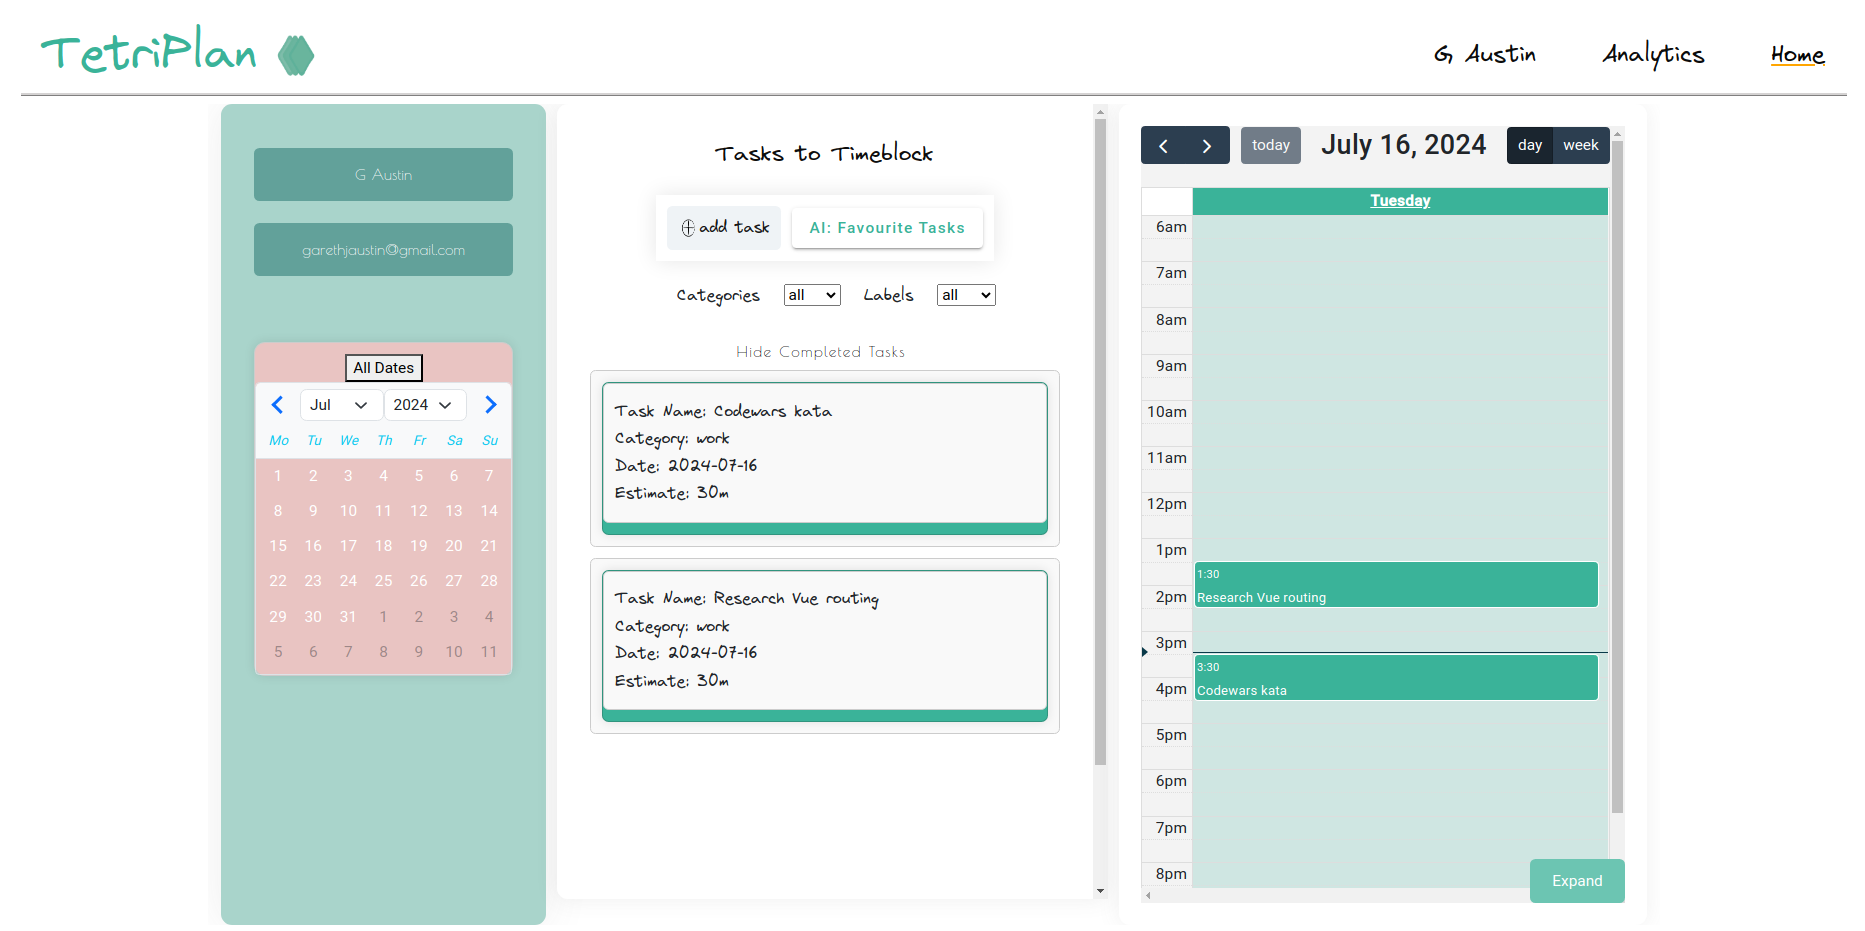 TetriPlan
G Austin Analytics Home
G Austin
garethjaustin@gmail.com
All Dates
Jul 2024
Mo Tu We Th Fr Sa Su
1 2 3 4 5 6 7
8 9 10 11 12 13 14
15 16 17 18 19 20 21
22 23 24 25 26 27 28
29 30 31 1 2 3 4
5 6 7 8 9 10 11
Tasks to Timeblock
add task AI: Favourite Tasks
Categories all Labels all
Hide Completed Tasks
Task Name: Codewars kata
Category: work
Date: 2024-07-16
Estimate: 30m
Task Name: Research Vue routing
Category: work
Date: 2024-07-16
Estimate: 30m
today July 16, 2024 day week
Tuesday
6am
7am
8am
9am
10am
11am
12pm
1pm
1:30
2pm Research Vue routing
3pm
3:30
4pm Codewars kata
5pm
6pm
7pm
8pm
Expand